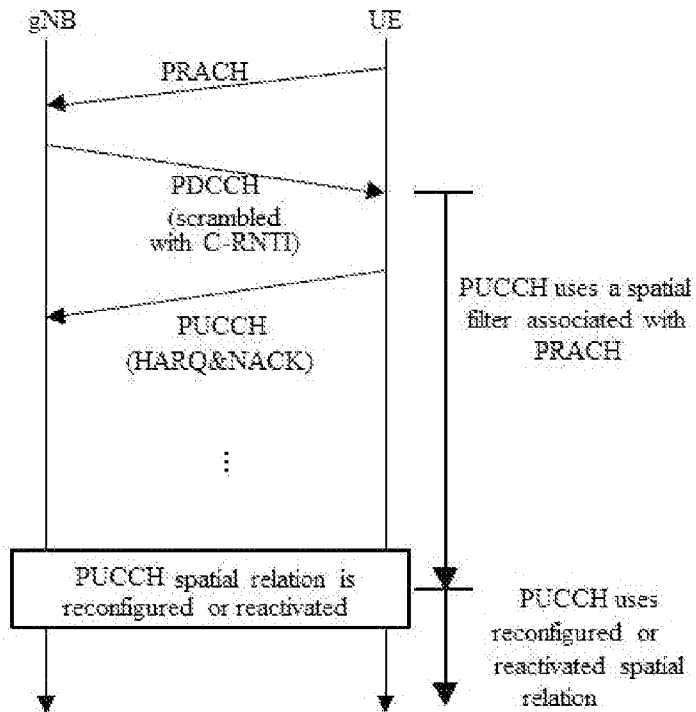 gNB
UE
PRACH
PDCCH
(scrambled
with C-RNTI)
PUCCH uses a spatial
filter associated with
PRACH
PUCCH
(HARQ&NACK)
⋮
PUCCH spatial relation is
reconfigured or reactivated
PUCCH uses
reconfigured or
reactivated spatial
relation